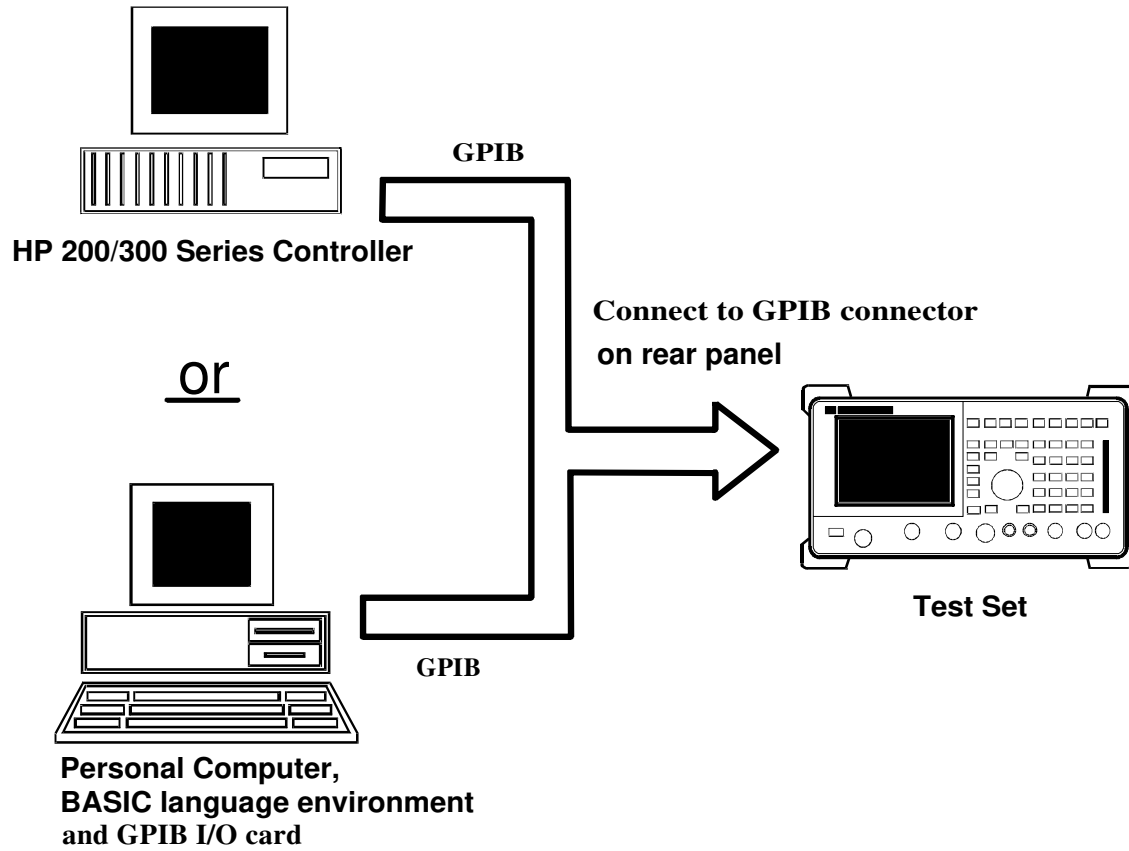 GPIB
HP 200/300 Series Controller
Connect to GPIB connector
on rear panel
or
Test Set
GPIB
Personal Computer,
BASIC language environment
and GPIB I/O card